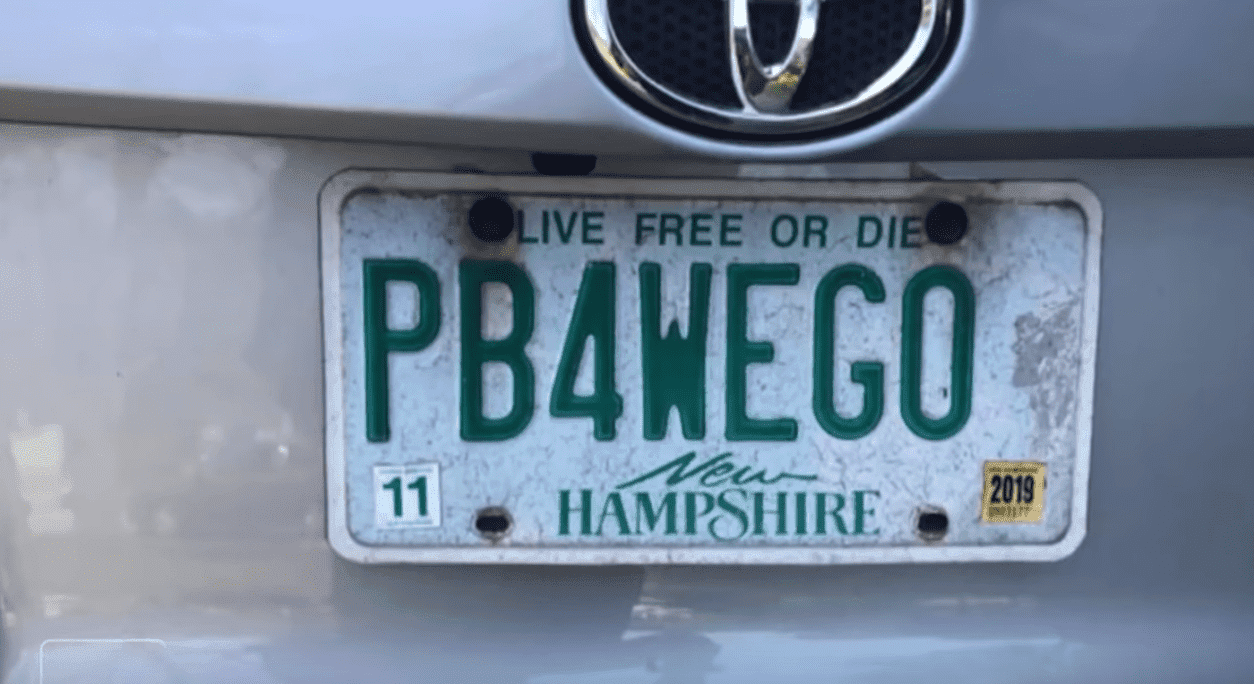 LIVE FREE OR DIE
PB4WEGO
New
HAMPSHIRE
11
2019